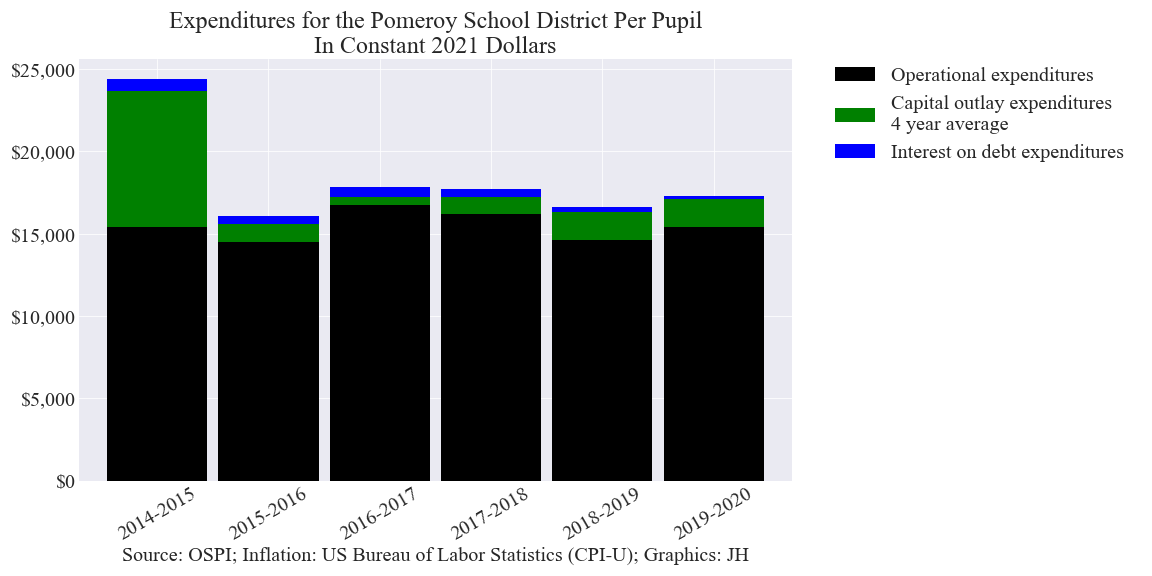 Expenditures for the Pomeroy School District Per Pupil
In Constant 2021 Dollars
$25,000
$20,000
$15,000
$10,000
$5,000
$0
2014-2015
2015-2016
2016-2017
2017-2018
2018-2019
2019-2020
Operational expenditures
Capital outlay expenditures
4 year average
Interest on debt expenditures
Source: OSPI; Inflation: US Bureau of Labor Statistics (CPI-U); Graphics: JH